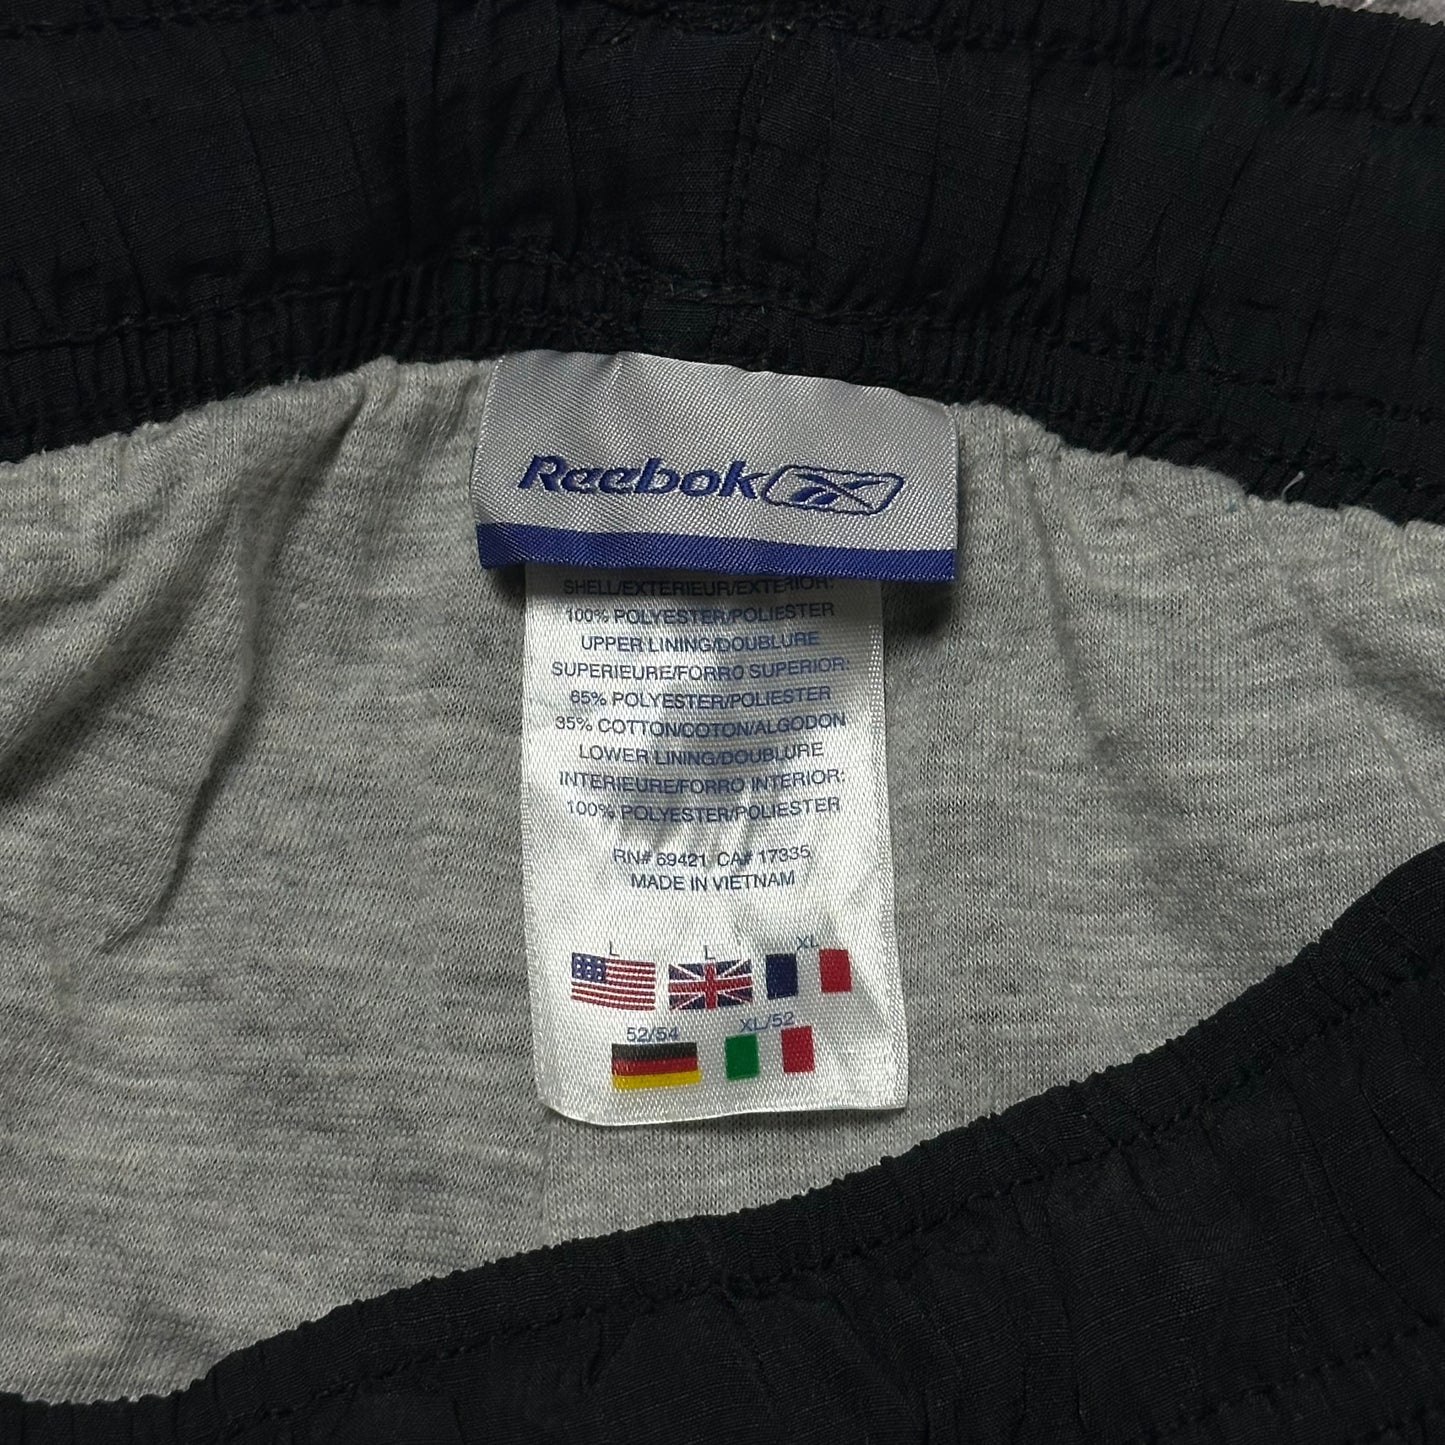 Reebok
SHELL/EXTERIEUR/EXTERIOR:
100% POLYESTER/POLIESTER
UPPER LINING/DOUBLURE
SUPERIEURE/FORRO SUPERIOR:
65% POLYESTER/POLIESTER
35% COTTON/COTON/ALGODON
LOWER LINING/DOUBLURE
INTERIEURE/FORRO INTERIOR:
100% POLYESTER/POLIESTER
RN# 69421 CA# 17335
MADE IN VIETNAM
L L XL
52/54 XL/52